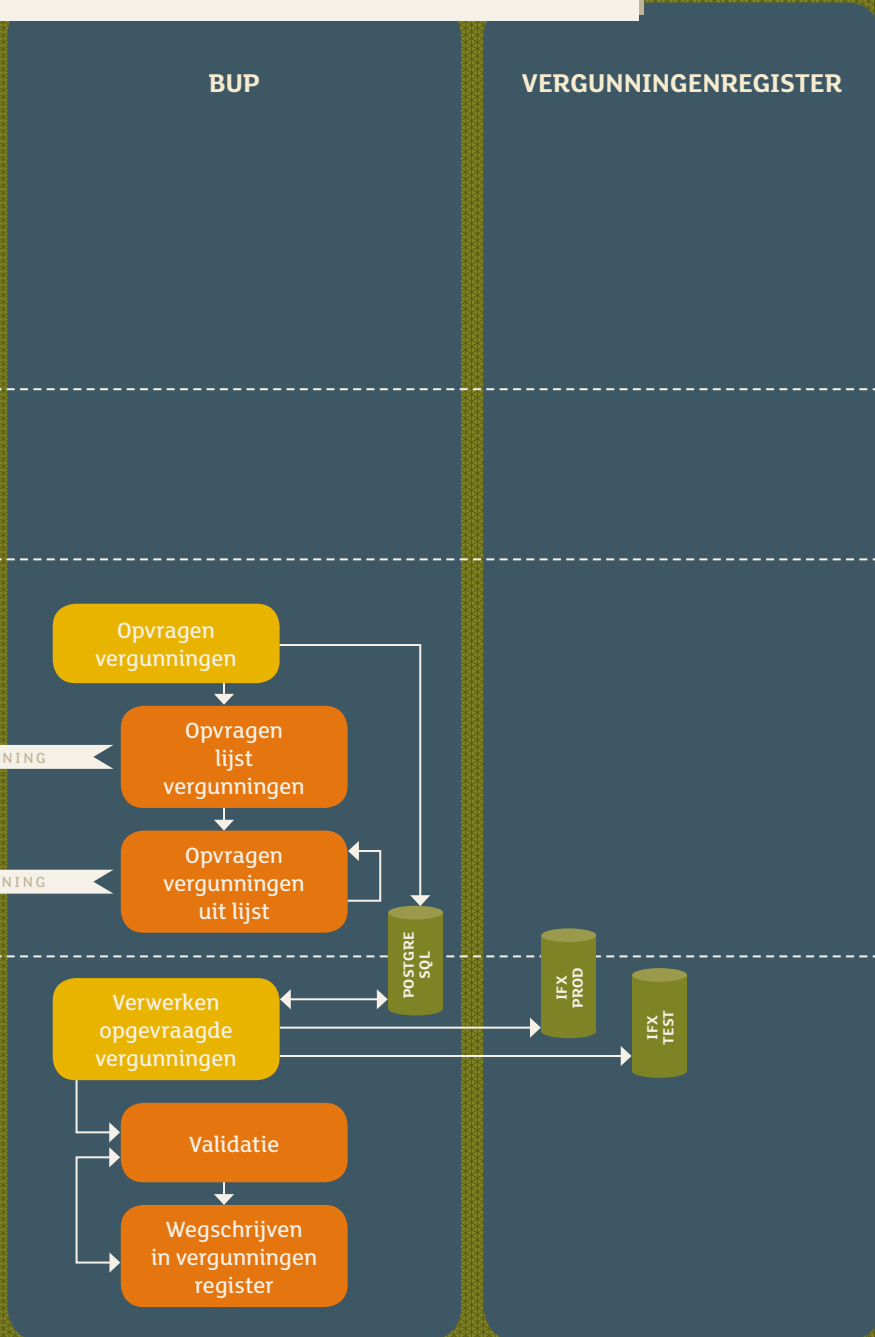 BUP
VERGUNNINGENREGISTER
Opvragen
vergunningen
Opvragen
lijst
vergunningen
NING
Opvragen
vergunningen
uit lijst
NING
POSTGRE
SQL
IFX
PROD
IFX
TEST
Verwerken
opgevraagde
vergunningen
Validatie
Wegschrijven
in vergunningen
register